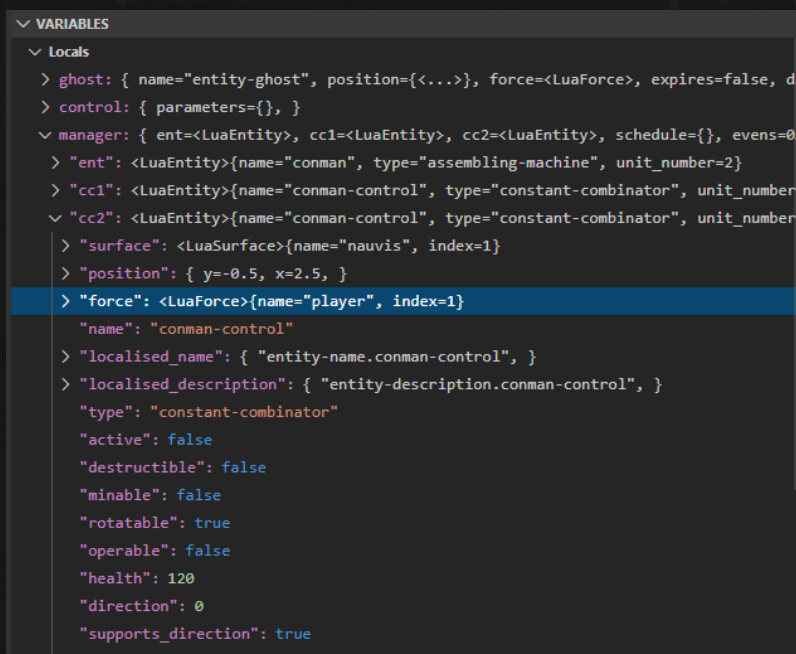 VARIABLES
Locals
ghost: { name="entity-ghost", position={<...>}, force=<LuaForce>, expires=false,
control: { parameters={}, }
manager: { ent=<LuaEntity>, cc1=<LuaEntity>, cc2=<LuaEntity>, schedule={}, evens=0
"ent": <LuaEntity>{name="conman", type="assembling-machine", unit_number=2}
"cc1": <LuaEntity>{name="conman-control", type="constant-combinator", unit_number
"cc2": <LuaEntity>{name="conman-control", type="constant-combinator", unit_number
"surface": <LuaSurface>{name="nauvis", index=1}
"position": { y=-0.5, x=2.5, }
"force": <LuaForce>{name="player", index=1}
"name": "conman-control"
"localised_name": { "entity-name.conman-control", }
"localised_description": { "entity-description.conman-control", }
"type": "constant-combinator"
"active": false
"destructible": false
"minable": false
"rotatable": true
"operable": false
"health": 120
"direction": 0
"supports_direction": true